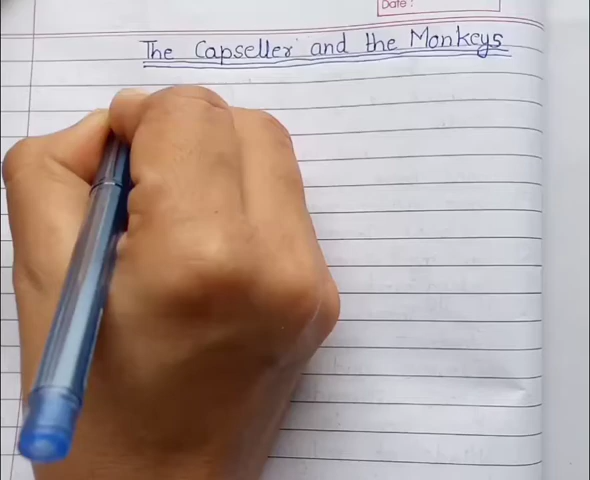 Date :
The Capseller and the Monkeys